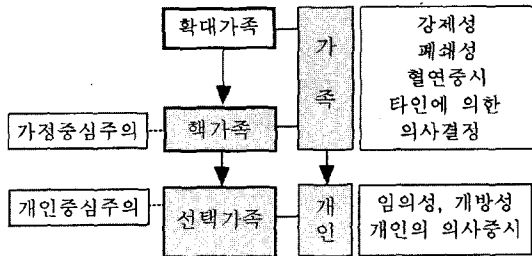 확대가족
가
족
강제성
폐쇄성
혈연중시
타인에 의한
의사결정
가정중심주의
핵가족
개인중심주의
선택가족
개
인
임의성, 개방성
개인의 의사중시